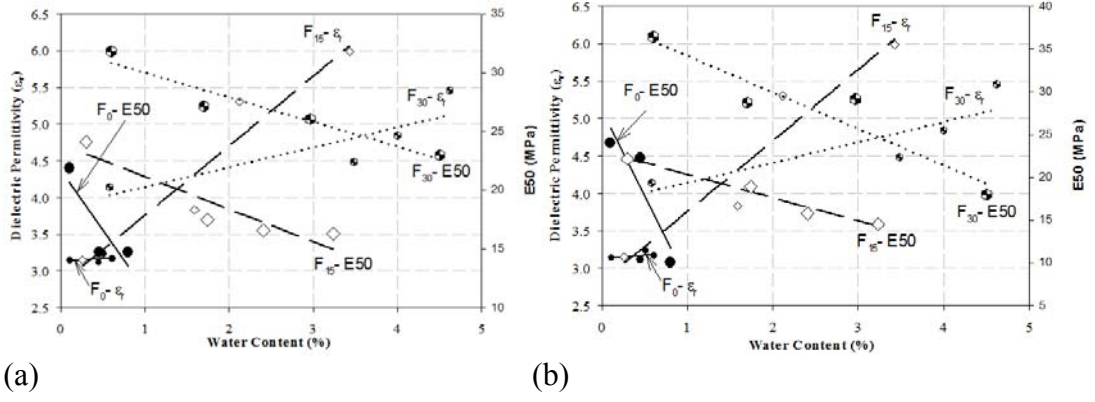 6.5
6.0
5.5
5.0
4.5
4.0
3.5
3.0
2.5
Dielectric Permittivity (εr)
0
1
2
3
4
5
Water Content (%)
35
30
25
20
15
10
E50 (MPa)
F15- εr
F0- E50
F30- εr
F30- E50
F15- E50
F0- εr
(a)
6.5
6.0
5.5
5.0
4.5
4.0
3.5
3.0
2.5
Dielectric Permittivity (εr)
0
1
2
3
4
5
Water Content (%)
40
35
30
25
20
15
10
5
E50 (MPa)
F15- εr
F0- E50
F30- εr
F30- E50
F15- E50
F0- εr
(b)